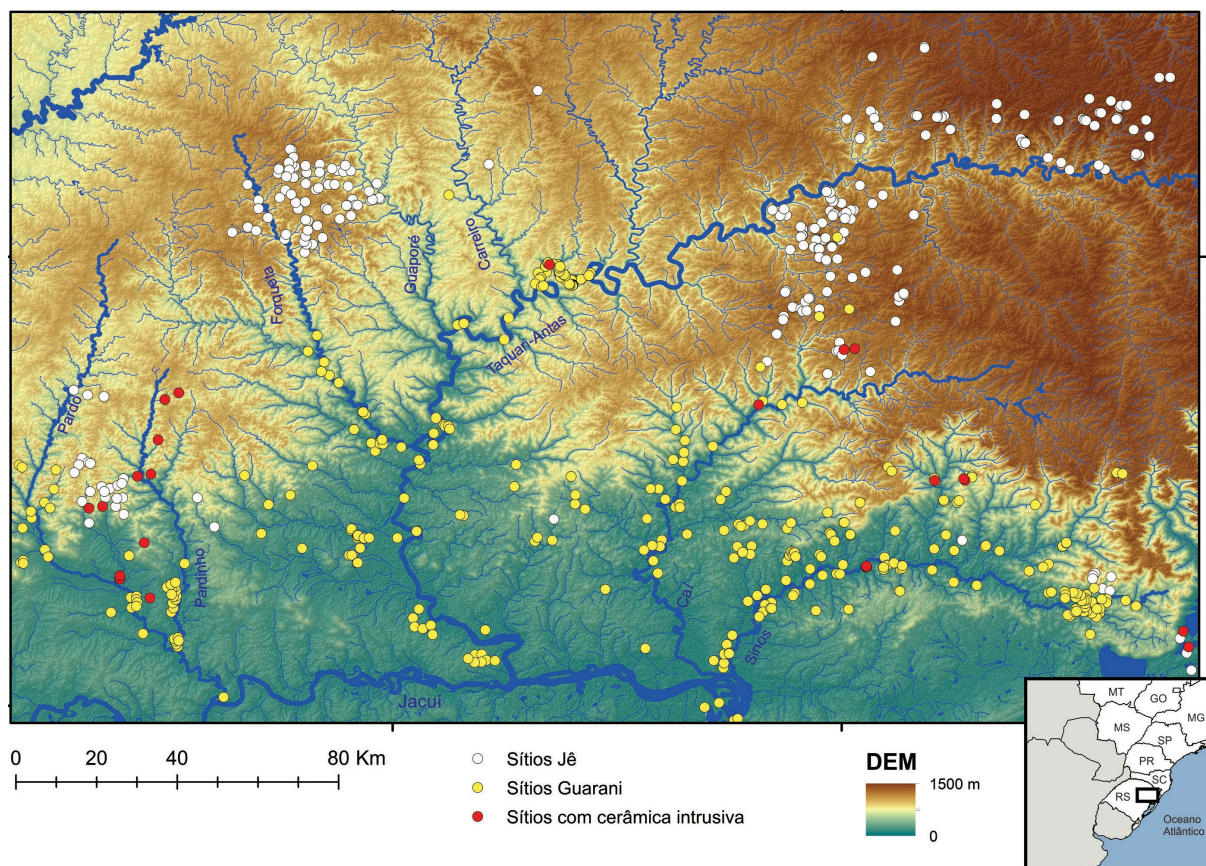 Forqueta
Guaporé
Carreiro
Taquari-Antas
Pardo
Pardinho
Caí
Sinos
Jacuí
0 20 40 80 Km
Sítios Jê
Sítios Guarani
Sítios com cerâmica intrusiva
DEM
1500 m
0
MT
GO
MS
MG
SP
PR
SC
RS
Oceano
Atlântico